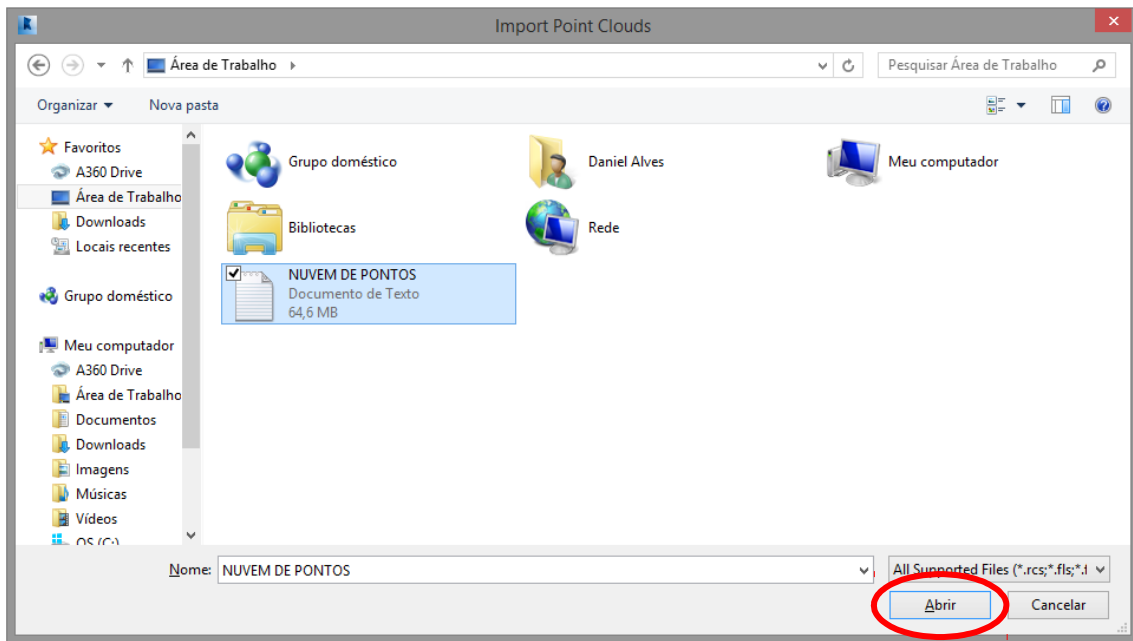 Import Point Clouds
Área de Trabalho
Pesquisar Área de Trabalho
Organizar
Nova pasta
Favoritos
A360 Drive
Área de Trabalho
Downloads
Locais recentes
Grupo doméstico
Meu computador
A360 Drive
Área de Trabalho
Documentos
Downloads
Imagens
Músicas
Vídeos
OS (C:)
Grupo doméstico
Daniel Alves
Meu computador
Bibliotecas
Rede
NUVEM DE PONTOS
Documento de Texto
64,6 MB
Nome: NUVEM DE PONTOS
All Supported Files (*.rcs;*.fls;*.f
Abrir
Cancelar